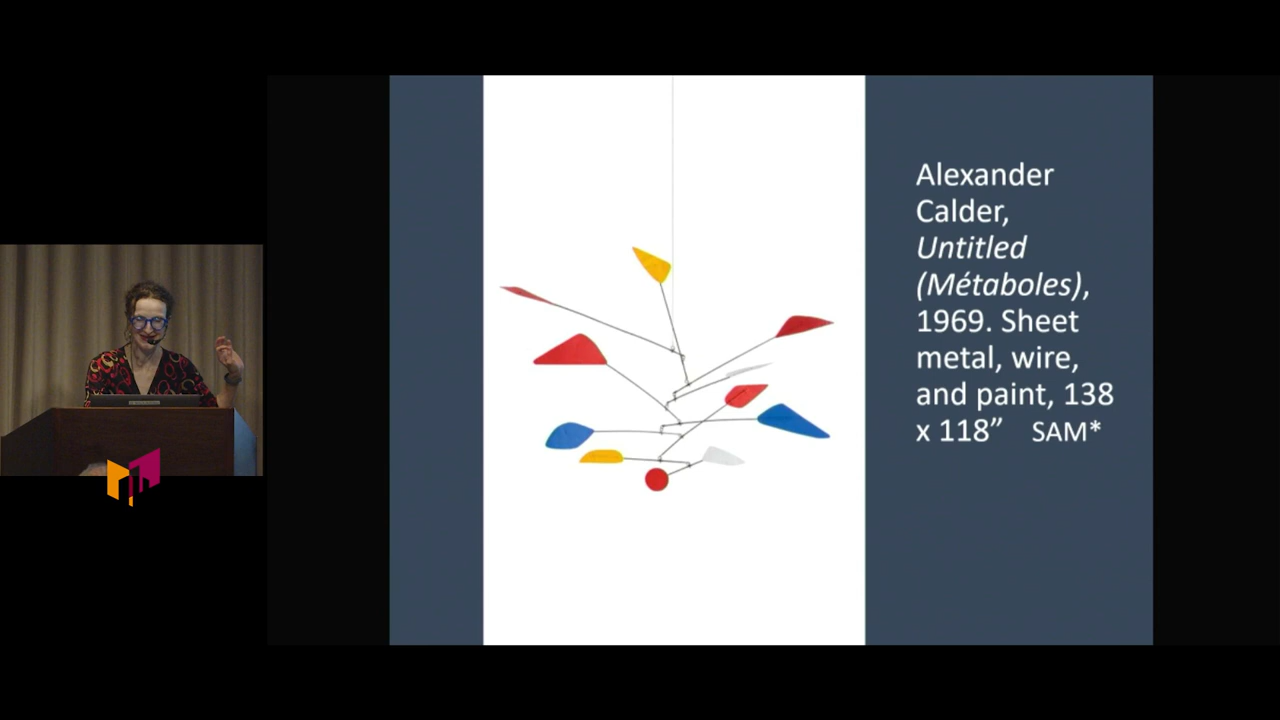 Alexander
Calder,
Untitled
(Métaboles),
1969. Sheet
metal, wire,
and paint, 138
x 118” SAM*